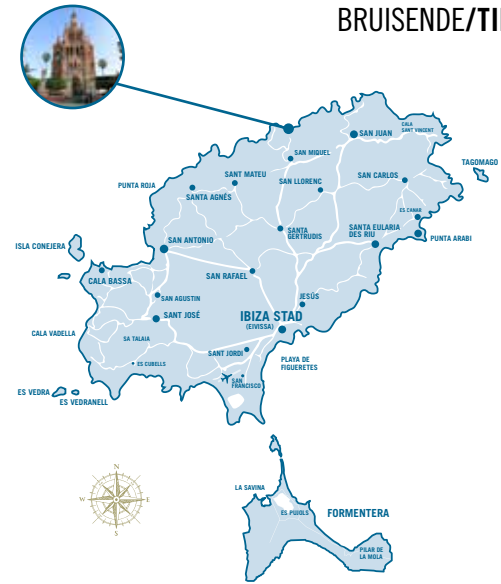 BRUISENDE/TI
SAN JUAN
CALA
SANT VINCENT
SAN MIQUEL
TAGOMAGO
SANT MATEU
SAN LLORENC
SAN CARLOS
PUNTA ROJA
SANTA AGNÉS
ES CANAR
SANTA
GERTRUDIS
SANTA EULARIA
DES RIU
PUNTA ARABI
ISLA CONEJERA
SAN ANTONIO
SAN RAFAEL
CALA BASSA
SAN AGUSTIN
JESÚS
SANT JOSÉ
IBIZA STAD
(EIVISSA)
CALA VADELLA
SA TALAIA
SANT JORDI
PLAYA DE
FIGUERETES
ES CUBELLS
SAN
FRANCISCO
ES VEDRA
ES VEDRANELL
N
W E
S
LA SAVINA
ES PUJOLS
FORMENTERA
PILAR DE
LA MOLA